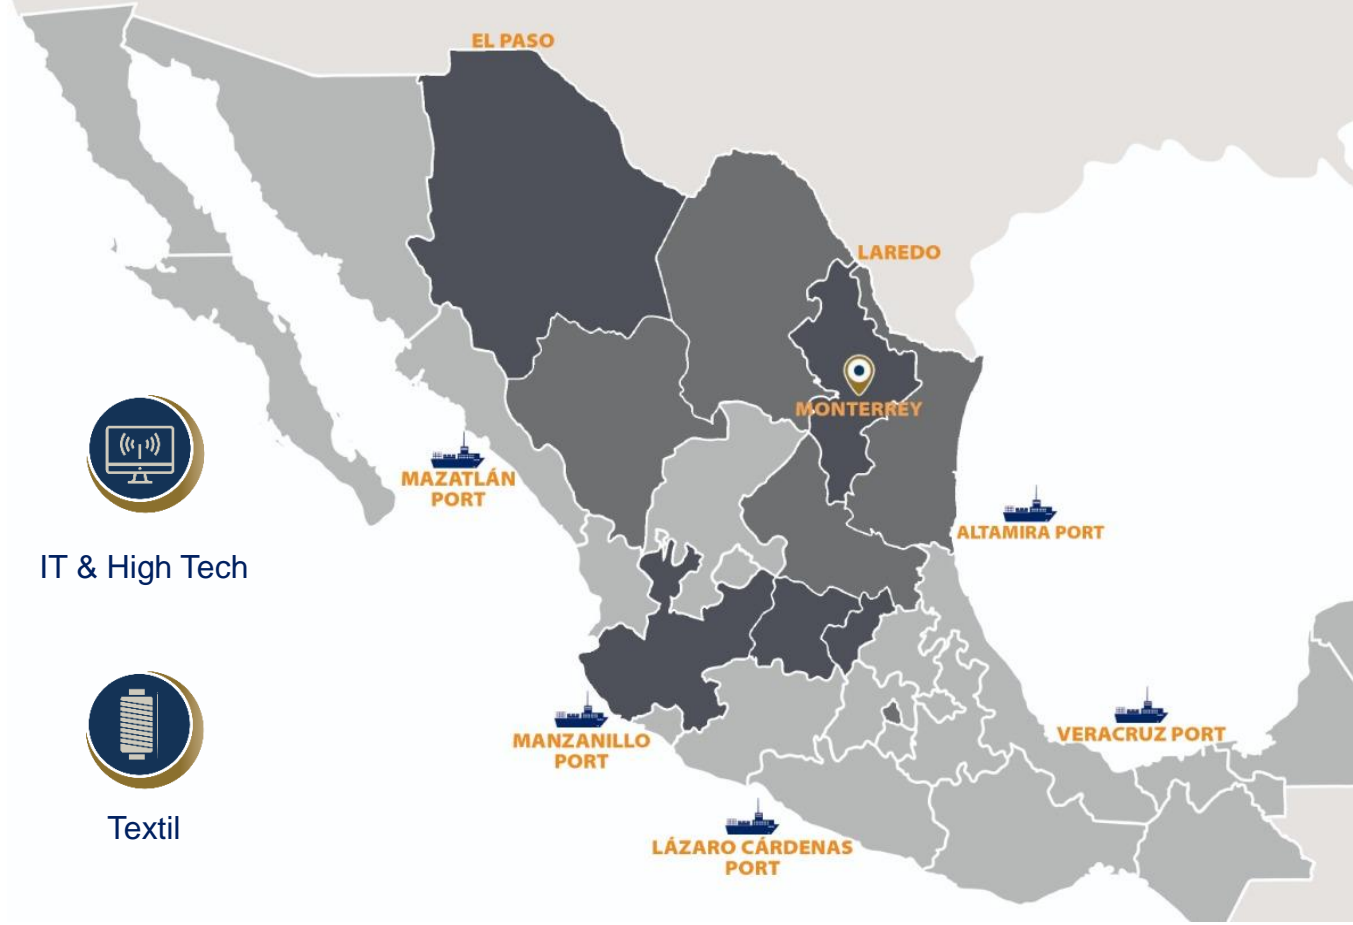 EL PASO
LAREDO
MONTERREY
MAZATLÁN
PORT
ALTAMIRA PORT
IT & High Tech
MANZANILLO
PORT
VERACRUZ PORT
Textil
LÁZARO CÁRDENAS
PORT